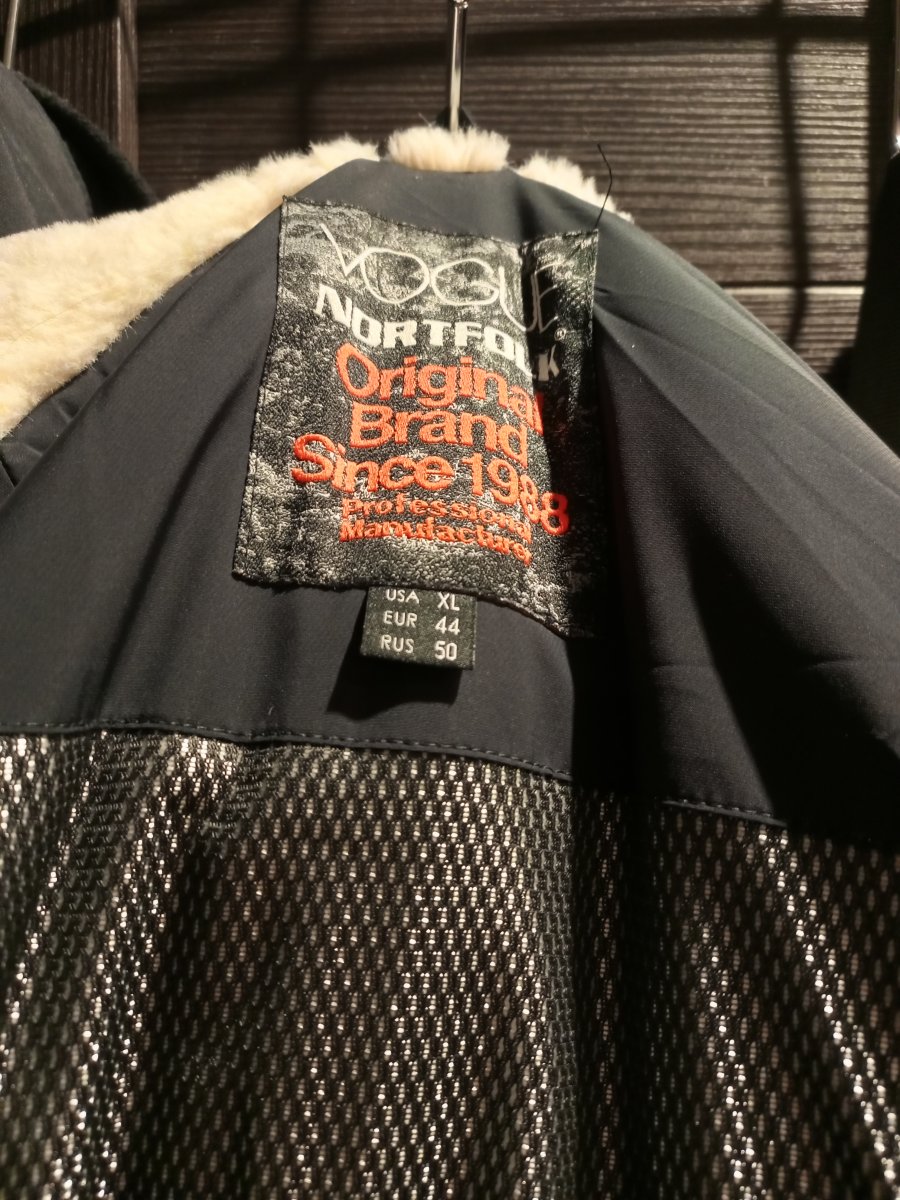 VOGUE®
NORTFOLK
Original
Brand
Since 1988
Professional
Manufacturer
USA XL
EUR 44
RUS 50